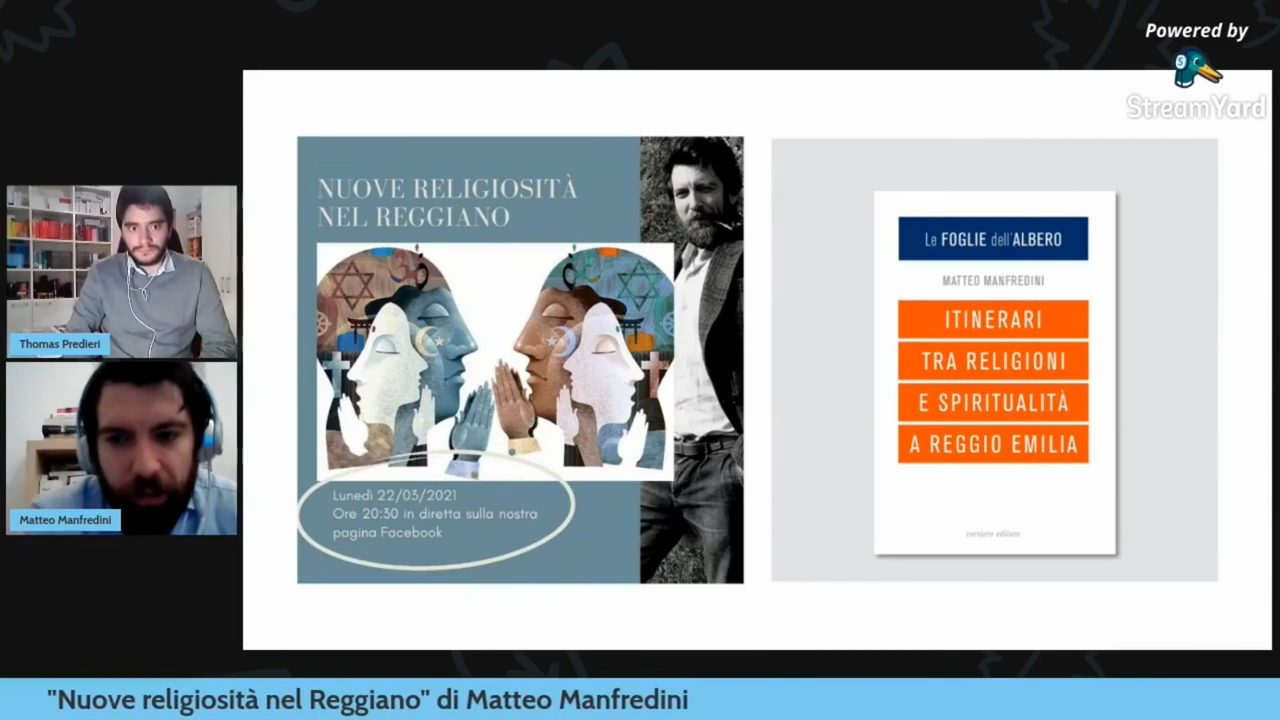 Powered by
StreamYard
NUOVE RELIGIOSITÀ
NEL REGGIANO
Lunedì 22/03/2021
Ore 20:30 in diretta sulla nostra
pagina Facebook
Le FOGLIE dell'ALBERO
MATTEO MANFREDINI
ITINERARI
TRA RELIGIONI
E SPIRITUALITÀ
A REGGIO EMILIA
corsiero editore
Thomas Predieri
Matteo Manfredini
"Nuove religiosità nel Reggiano" di Matteo Manfredini